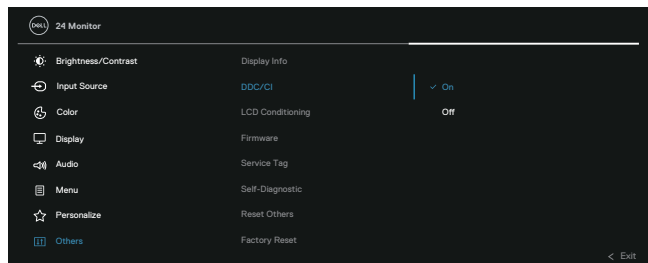 DELL 24 Monitor
Brightness/Contrast
Input Source
Color
Display
Audio
Menu
Personalize
Others
Display Info
DDC/CI
LCD Conditioning
Firmware
Service Tag
Self-Diagnostic
Reset Others
Factory Reset
On
Off
Exit